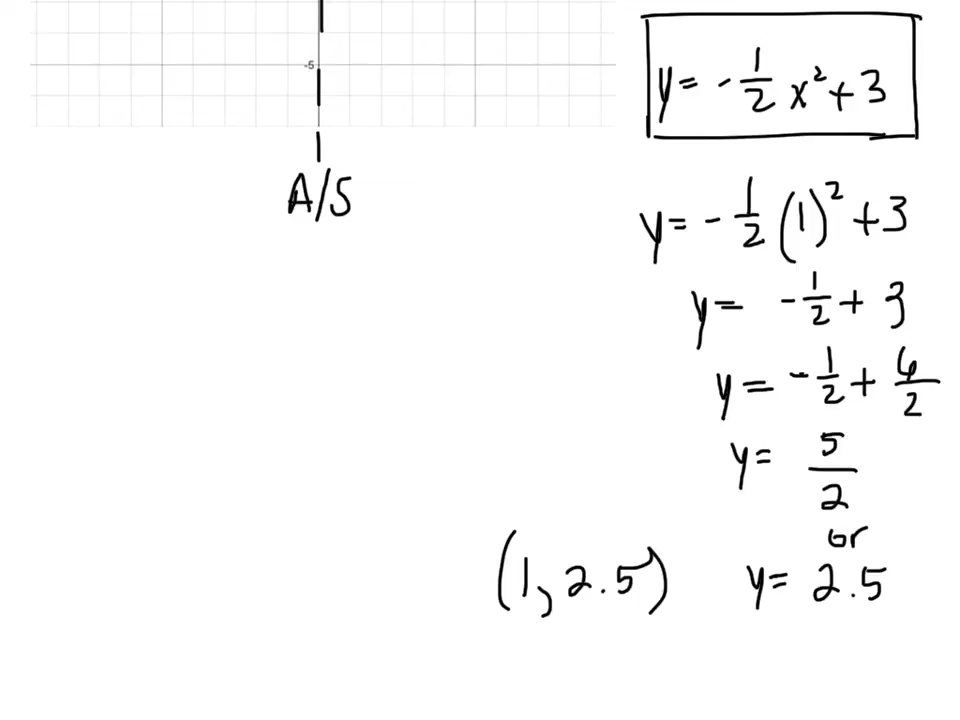 -5
A/S
y = -1/2 x² + 3
y = -1/2 (1)² + 3
y = -1/2 + 3
y = -1/2 + 6/2
y = 5/2
or
(1, 2.5)
y = 2.5